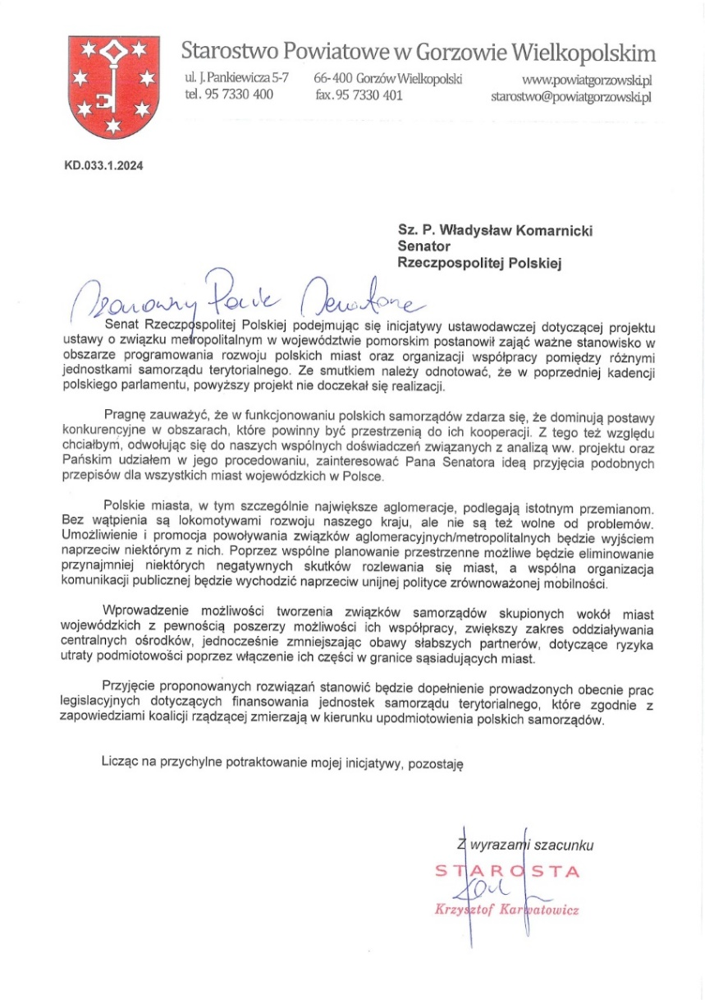 Starostwo Powiatowe w Gorzowie Wielkopolskim
ul. J. Pankiewicza 5-7 66-400 Gorzów Wielkopolski www.powiatgorzowski.pl
tel. 95 7330 400 fax. 95 7330 401 starostwo@powiatgorzowski.pl
KD.033.1.2024
Sz. P. Władysław Komarnicki
Senator
Rzeczpospolitej Polskiej
Szanowny Panie Senatorze
Senat Rzeczpospolitej Polskiej podejmując się inicjatywy ustawodawczej dotyczącej projektu
ustawy o związku metropolitalnym w województwie pomorskim postanowił zająć ważne stanowisko w
obszarze programowania rozwoju polskich miast oraz organizacji współpracy pomiędzy różnymi
jednostkami samorządu terytorialnego. Ze smutkiem należy odnotować, że w poprzedniej kadencji
polskiego parlamentu, powyższy projekt nie doczekał się realizacji.
Pragnę zauważyć, że w funkcjonowaniu polskich samorządów zdarza się, że dominują postawy
konkurencyjne w obszarach, które powinny być przestrzenią do ich kooperacji. Z tego też względu
chciałbym, odwołując się do naszych wspólnych doświadczeń związanych z analizą ww. projektu oraz
Pańskim udziałem w jego procedowaniu, zainteresować Pana Senatora ideą przyjęcia podobnych
przepisów dla wszystkich miast wojewódzkich w Polsce.
Polskie miasta, w tym szczególnie największe aglomeracje, podlegają istotnym przemianom.
Bez wątpienia są lokomotywami rozwoju naszego kraju, ale nie są też wolne od problemów.
Umożliwienie i promocja powoływania związków aglomeracyjnych/metropolitalnych będzie wyjściem
naprzeciw niektórym z nich. Poprzez wspólne planowanie przestrzenne możliwe będzie eliminowanie
przynajmniej niektórych negatywnych skutków rozlewania się miast, a wspólna organizacja
komunikacji publicznej będzie wychodzić naprzeciw unijnej polityce zrównoważonej mobilności.
Wprowadzenie możliwości tworzenia związków samorządów skupionych wokół miast
wojewódzkich z pewnością poszerzy możliwości ich współpracy, zwiększy zakres oddziaływania
centralnych ośrodków, jednocześnie zmniejszając obawy słabszych partnerów, dotyczące ryzyka
utraty podmiotowości poprzez włączenie ich części w granice sąsiadujących miast.
Przyjęcie proponowanych rozwiązań stanowić będzie dopełnienie prowadzonych obecnie prac
legislacyjnych dotyczących finansowania jednostek samorządu terytorialnego, które zgodnie z
zapowiedziami koalicji rządzącej zmierzają w kierunku upodmiotowienia polskich samorządów.
Licząc na przychylne potraktowanie mojej inicjatywy, pozostaję
Z wyrazami szacunku
STAROSTA
Krzysztof Karwatowicz